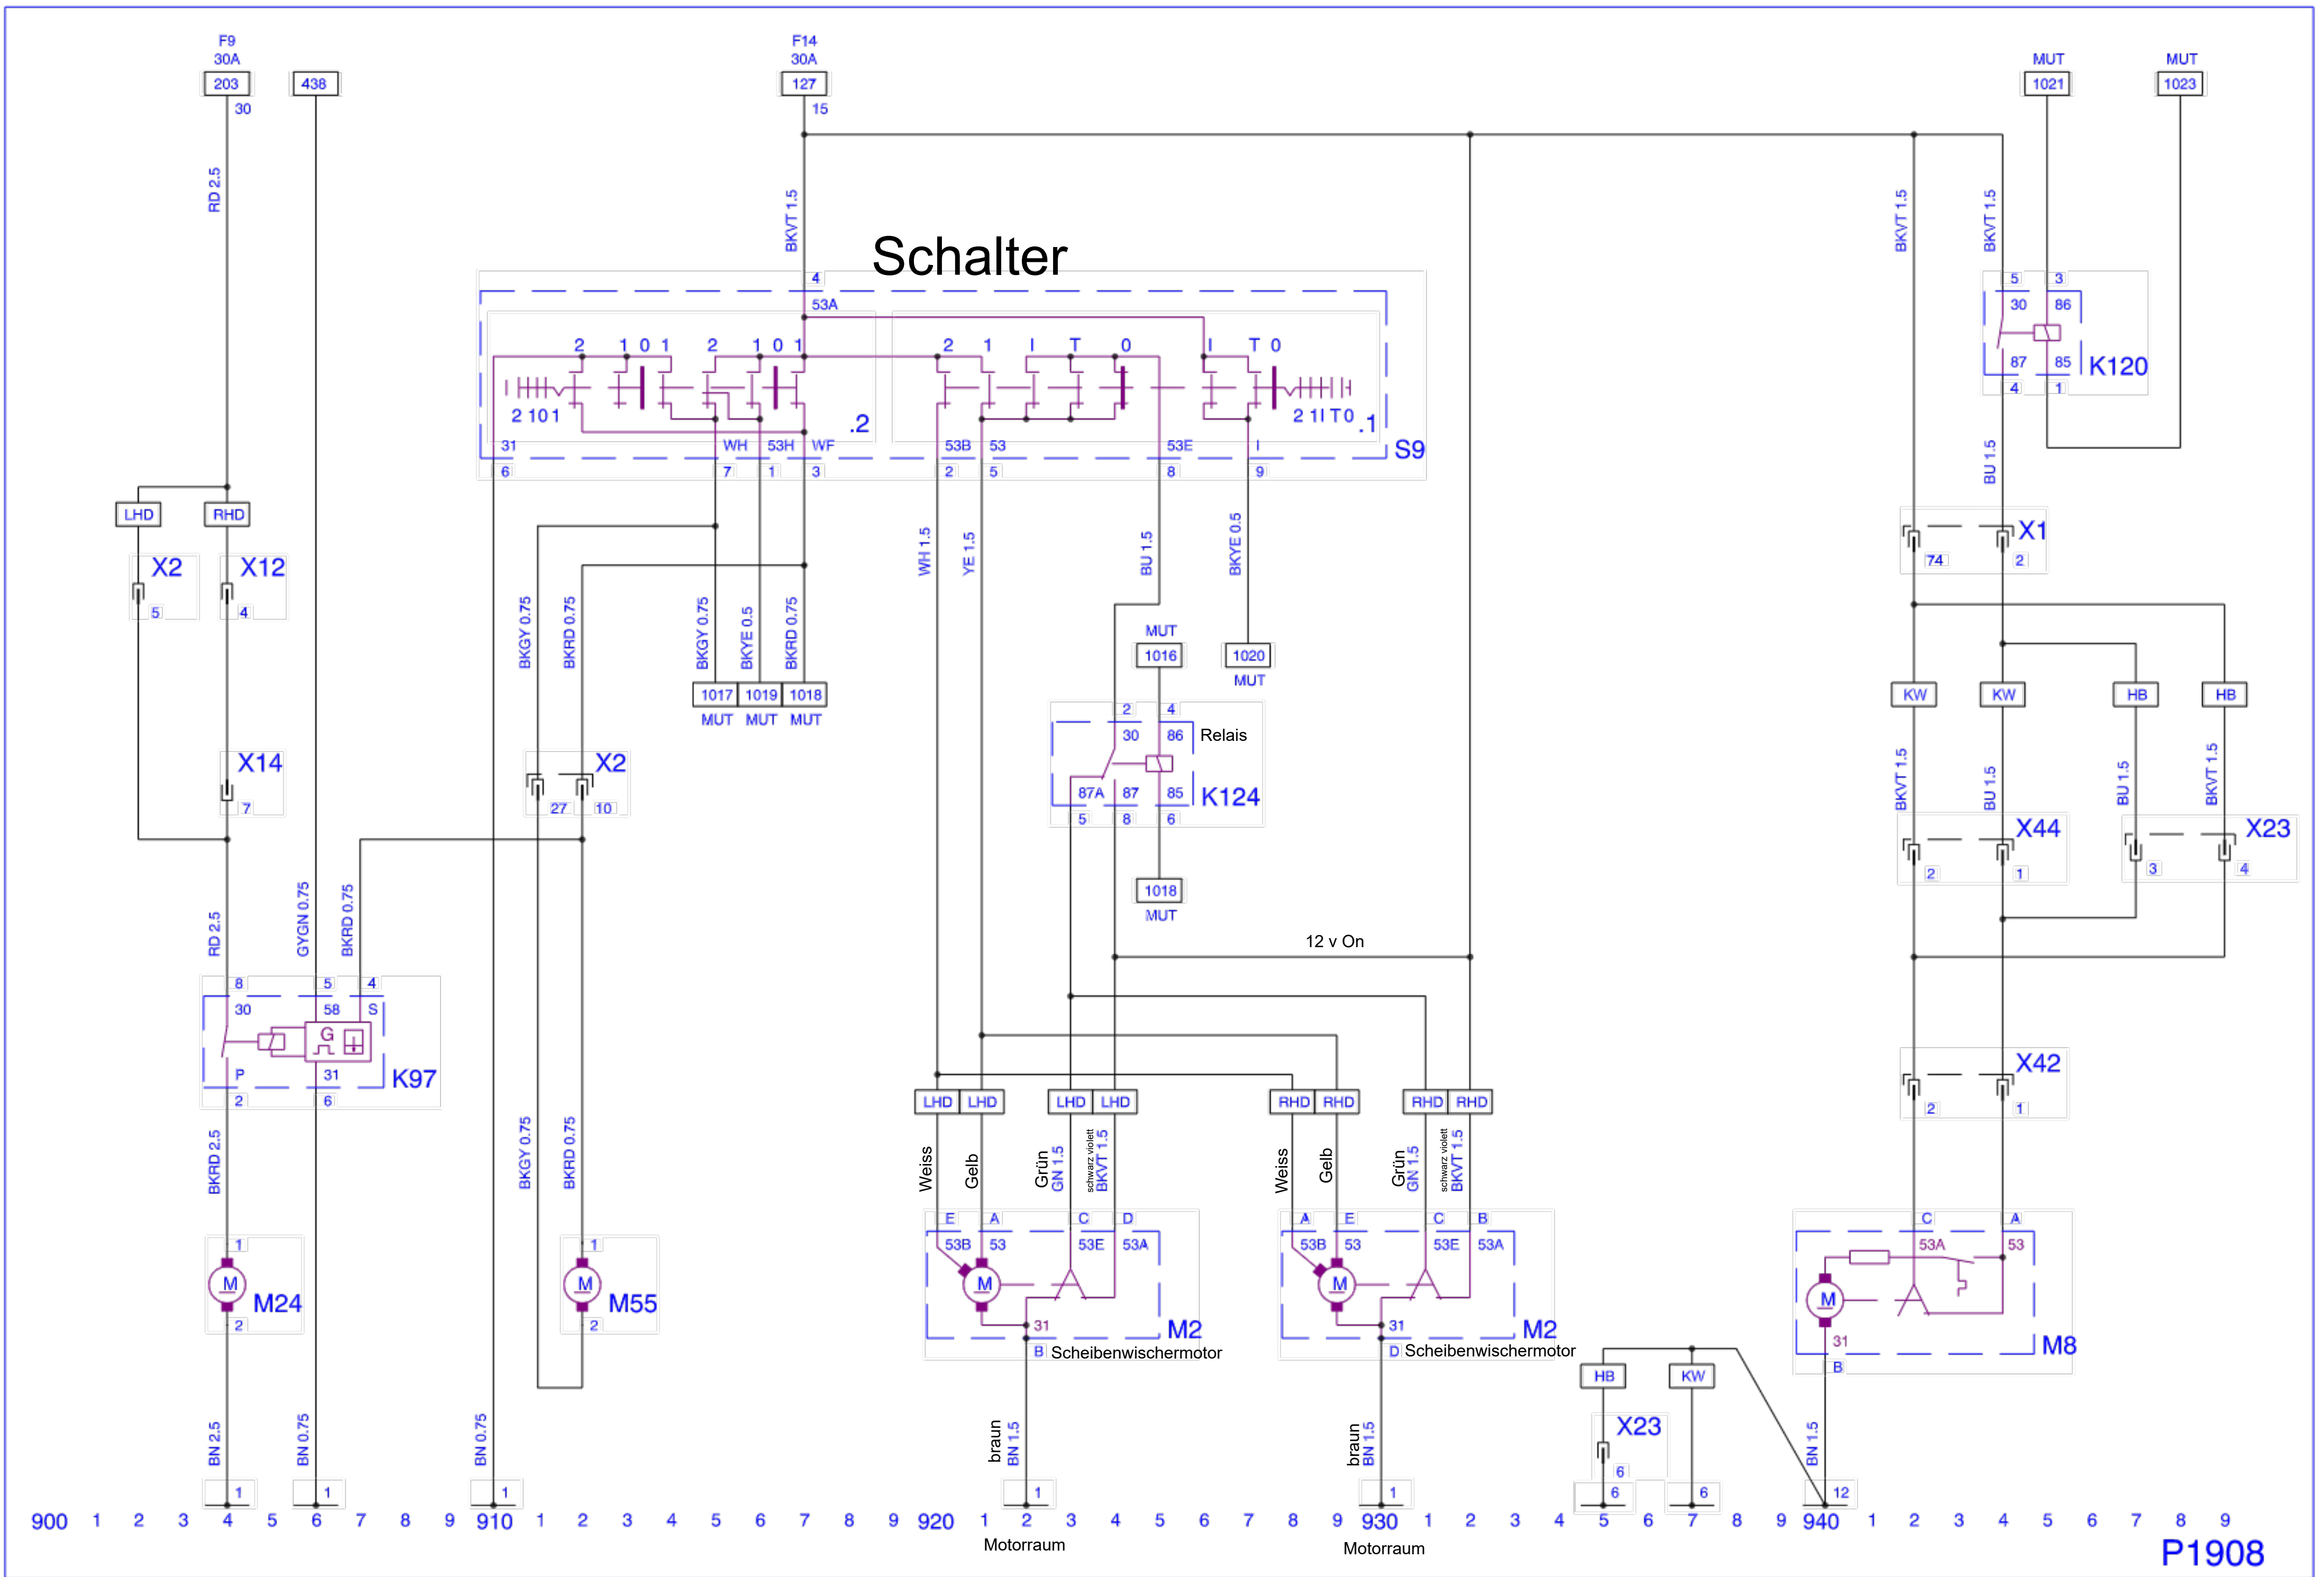 F9
30A
203
30
438
F14
30A
127
15
MUT
1021
MUT
1023
RD 2.5
BKVT 1.5
BKVT 1.5
BKVT 1.5
Schalter
4
53A
2 1 0 1 2 1 0 1
2 1 I T 0 I T 0
2 1 0 1
.2
2 1 I T 0
.1
31 WH 53H WF 53B 53 53E I
S9
6 7 1 3 2 5 8 9
5 3
30 86
87 85
K120
4 1
BU 1.5
LHD RHD
X2
5
X12
4
X14
7
BKGY 0.75
BKRD 0.75
BKGY 0.75
BKYE 0.5
BKRD 0.75
WH 1.5
YE 1.5
BU 1.5
BKYE 0.5
1017 1019 1018
MUT MUT MUT
MUT
1016
1020
MUT
2 4
30 86
Relais
87A 87 85
K124
5 8 6
1018
MUT
X1
74 2
KW KW HB HB
BKVT 1.5
BU 1.5
BU 1.5
BKVT 1.5
X44
2 1
X23
3 4
X2
27 10
12 v On
RD 2.5
GYGN 0.75
BKRD 0.75
8 5 4
30 58 S
G
P 31
K97
2 6
X42
2 1
LHD LHD LHD LHD RHD RHD RHD RHD
BKRD 2.5
BKGY 0.75
BKRD 0.75
Weiss
Gelb
Grün
GN 1.5
schwarz violett
BKVT 1.5
Weiss
Gelb
Grün
GN 1.5
schwarz violett
BKVT 1.5
1
M
M24
2
1
M
M55
2
E A C D
53B 53 53E 53A
M
31
M2
B
Scheibenwischermotor
A E C B
53B 53 53E 53A
M
31
M2
D
Scheibenwischermotor
C A
53A 53
M
31
M8
B
HB KW
X23
6
BN 2.5
BN 0.75
BN 0.75
braun
BN 1.5
braun
BN 1.5
BN 1.5
1 1 1 1 1 6 6 12
900 1 2 3 4 5 6 7 8 9 910 1 2 3 4 5 6 7 8 9 920 1 2 3 4 5 6 7 8 9 930 1 2 3 4 5 6 7 8 9 940 1 2 3 4 5 6 7 8 9
Motorraum
Motorraum
P1908